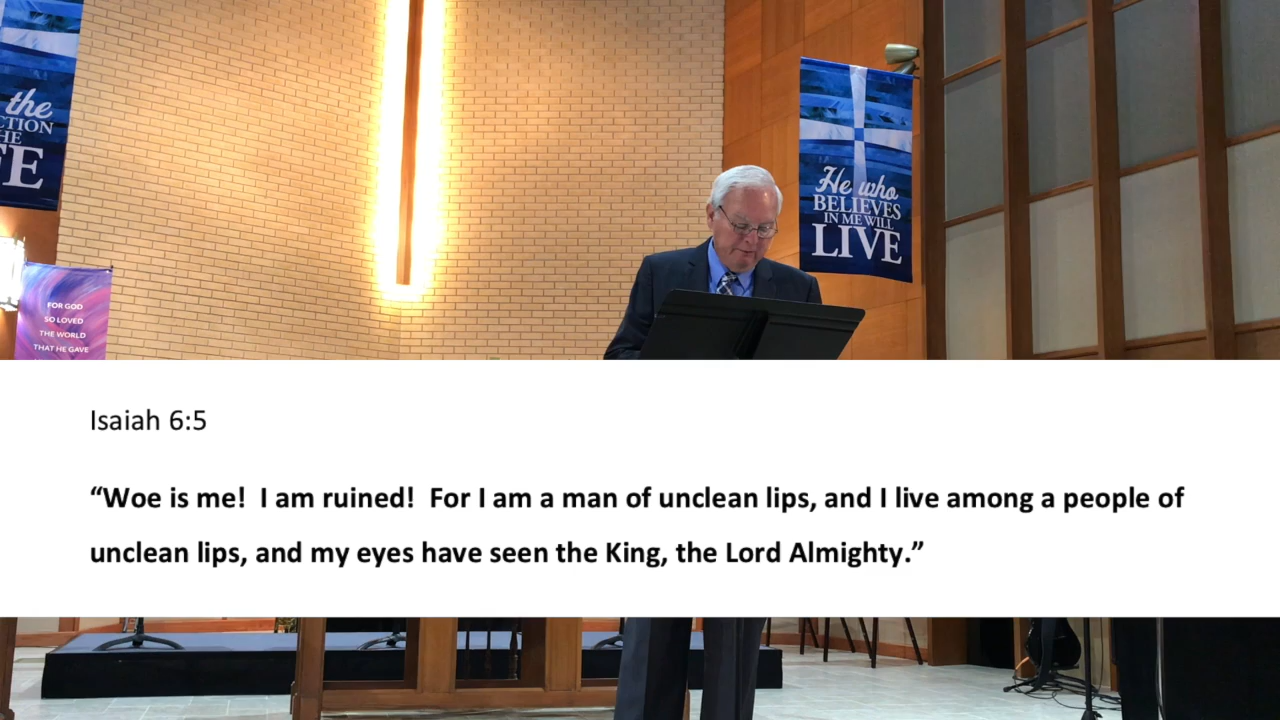 the
THE
FOR GOD
SO LOVED
THE WORLD
THAT HE GAVE
He who
BELIEVES
IN ME WILL
LIVE
Isaiah 6:5
“Woe is me!  I am ruined!  For I am a man of unclean lips, and I live among a people of
unclean lips, and my eyes have seen the King, the Lord Almighty.”